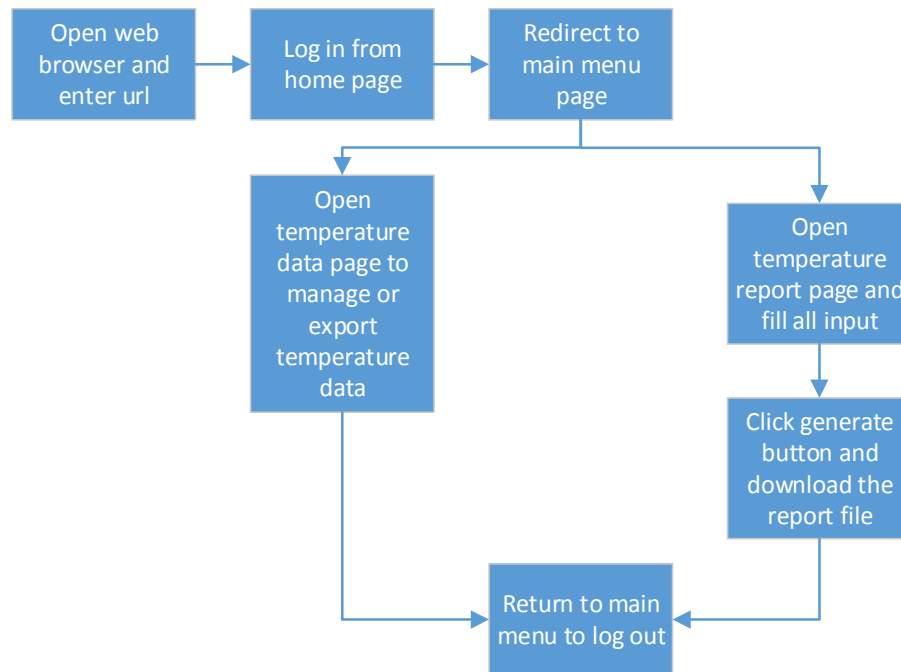 Open web
browser and
enter url
Log in from
home page
Redirect to
main menu
page
Open
temperature
data page to
manage or
export
temperature
data
Open
temperature
report page and
fill all input
Click generate
button and
download the
report file
Return to main
menu to log out